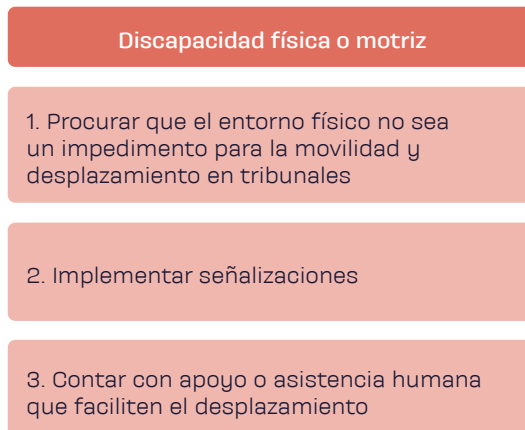 Discapacidad física o motriz
1. Procurar que el entorno físico no sea
un impedimento para la movilidad y
desplazamiento en tribunales
2. Implementar señalizaciones
3. Contar con apoyo o asistencia humana
que faciliten el desplazamiento